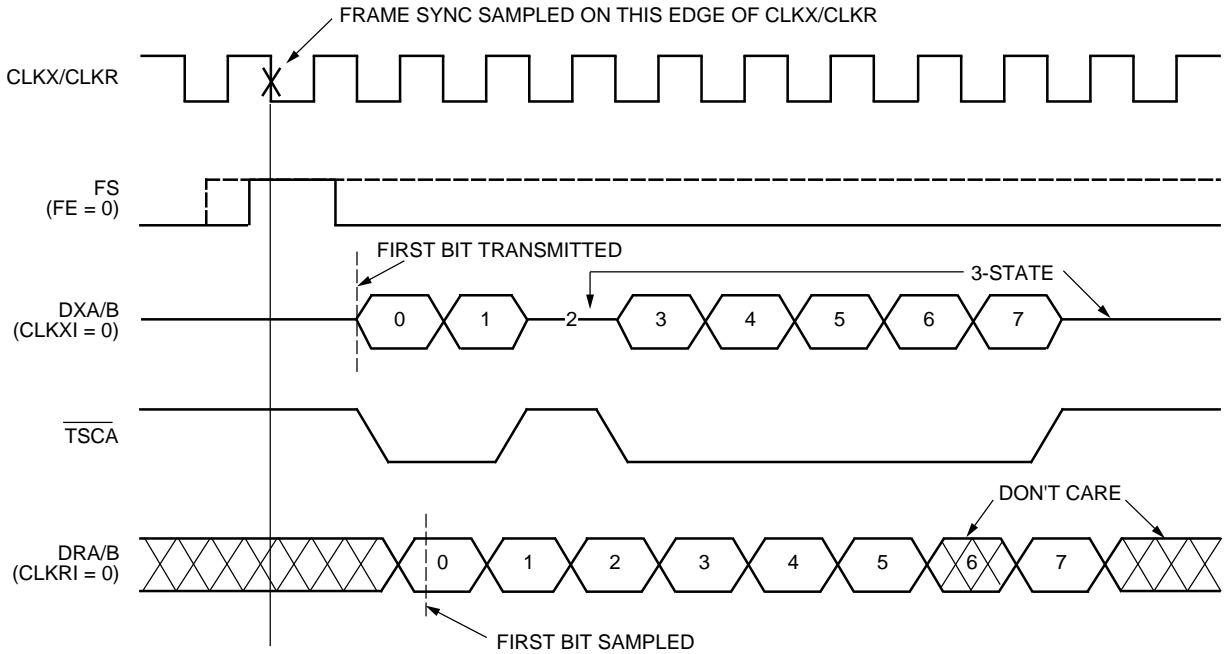 FRAME SYNC SAMPLED ON THIS EDGE OF CLKX/CLKR
CLKX/CLKR
FS
(FE = 0)
FIRST BIT TRANSMITTED
3-STATE
DXA/B
(CLKXI = 0)
0 1 2 3 4 5 6 7
TSCA
DON'T CARE
DRA/B
(CLKRI = 0)
0 1 2 3 4 5 6 7
FIRST BIT SAMPLED